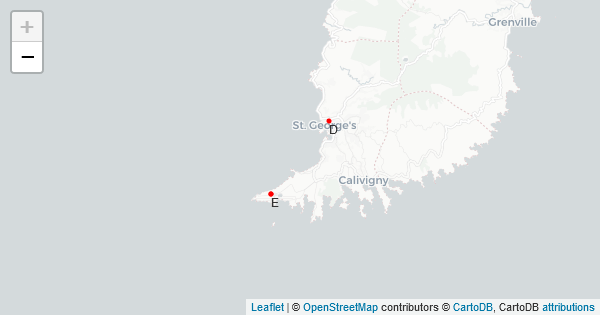 +
Grenville
−
St. George's
D
Calivigny
E
Leaflet | © OpenStreetMap contributors © CartoDB, CartoDB attributions